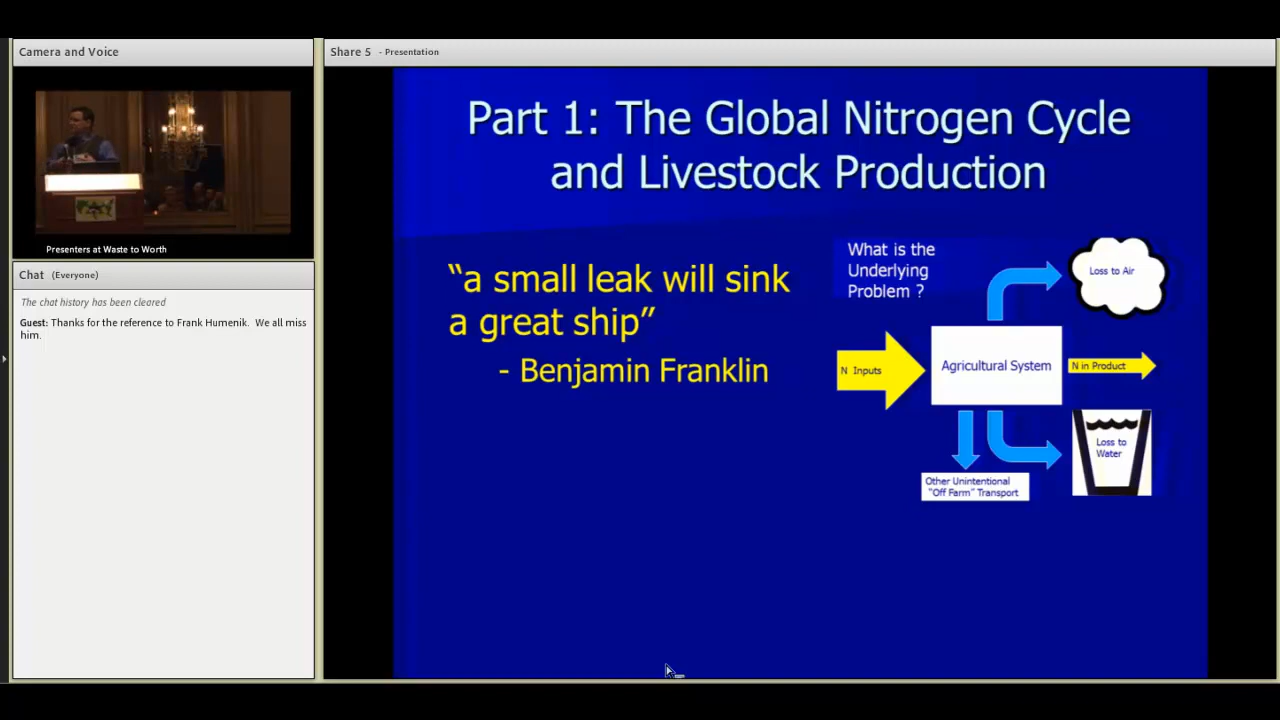 Camera and Voice
Presenters at Waste to Worth
Chat (Everyone)
The chat history has been cleared
Guest: Thanks for the reference to Frank Humenik. We all miss
him.
Share 5 - Presentation
Part 1: The Global Nitrogen Cycle
and Livestock Production
“a small leak will sink
a great ship”
- Benjamin Franklin
What is the
Underlying
Problem ?
Loss to Air
N Inputs
Agricultural System
N in Product
Loss to
Water
Other Unintentional
“Off Farm” Transport